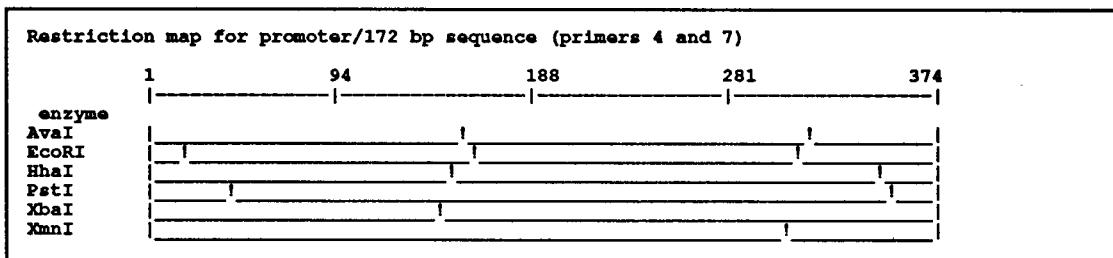 Restriction map for promoter/172 bp sequence (primers 4 and 7)
1 94 188 281 374
|---------------|---------------|---------------|---------------|
enzyme
AvaI | ! ! |
EcoRI | ! ! ! |
HhaI | ! ! |
PstI | ! ! |
XbaI | ! |
XmnI | ! |